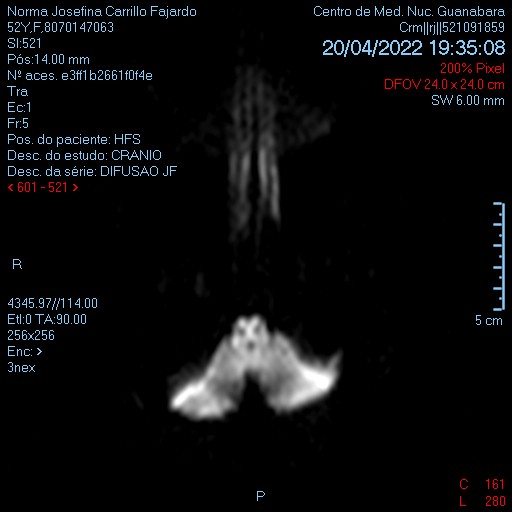 Norma Josefina Carrillo Fajardo
52Y,F,8070147063
Sl:521
Pós:14.00 mm
Nº aces. e3ff1b2661f0f4e
Tra
Ec:1
Fr:5
Pos. do paciente: HFS
Desc. do estudo: CRANIO
Desc. da série: DIFUSAO JF
< 601 - 521 >
Centro de Med. Nuc. Guanabara
Crm||rj||521091859
20/04/2022 19:35:08
200% Pixel
DFOV 24.0 x 24.0 cm
SW 6.00 mm
R
5 cm
4345.97//114.00
Etl:0 TA:90.00
256x256
Enc: >
3nex
P
C 161
L 280